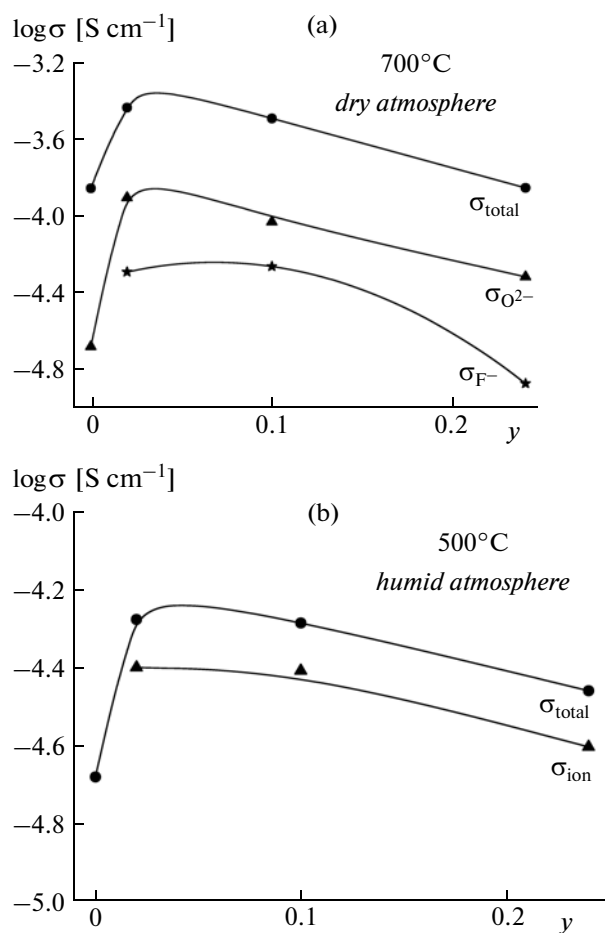 logσ [S cm⁻¹]
(a)
−3.2
700°C
dry atmosphere
−3.6
−4.0
σtotal
−4.4
σO²⁻
−4.8
σF⁻
0
0.1
0.2
y
logσ [S cm⁻¹]
−4.0
(b)
500°C
humid atmosphere
−4.2
−4.4
σtotal
−4.6
σion
−4.8
−5.0
0
0.1
0.2
y